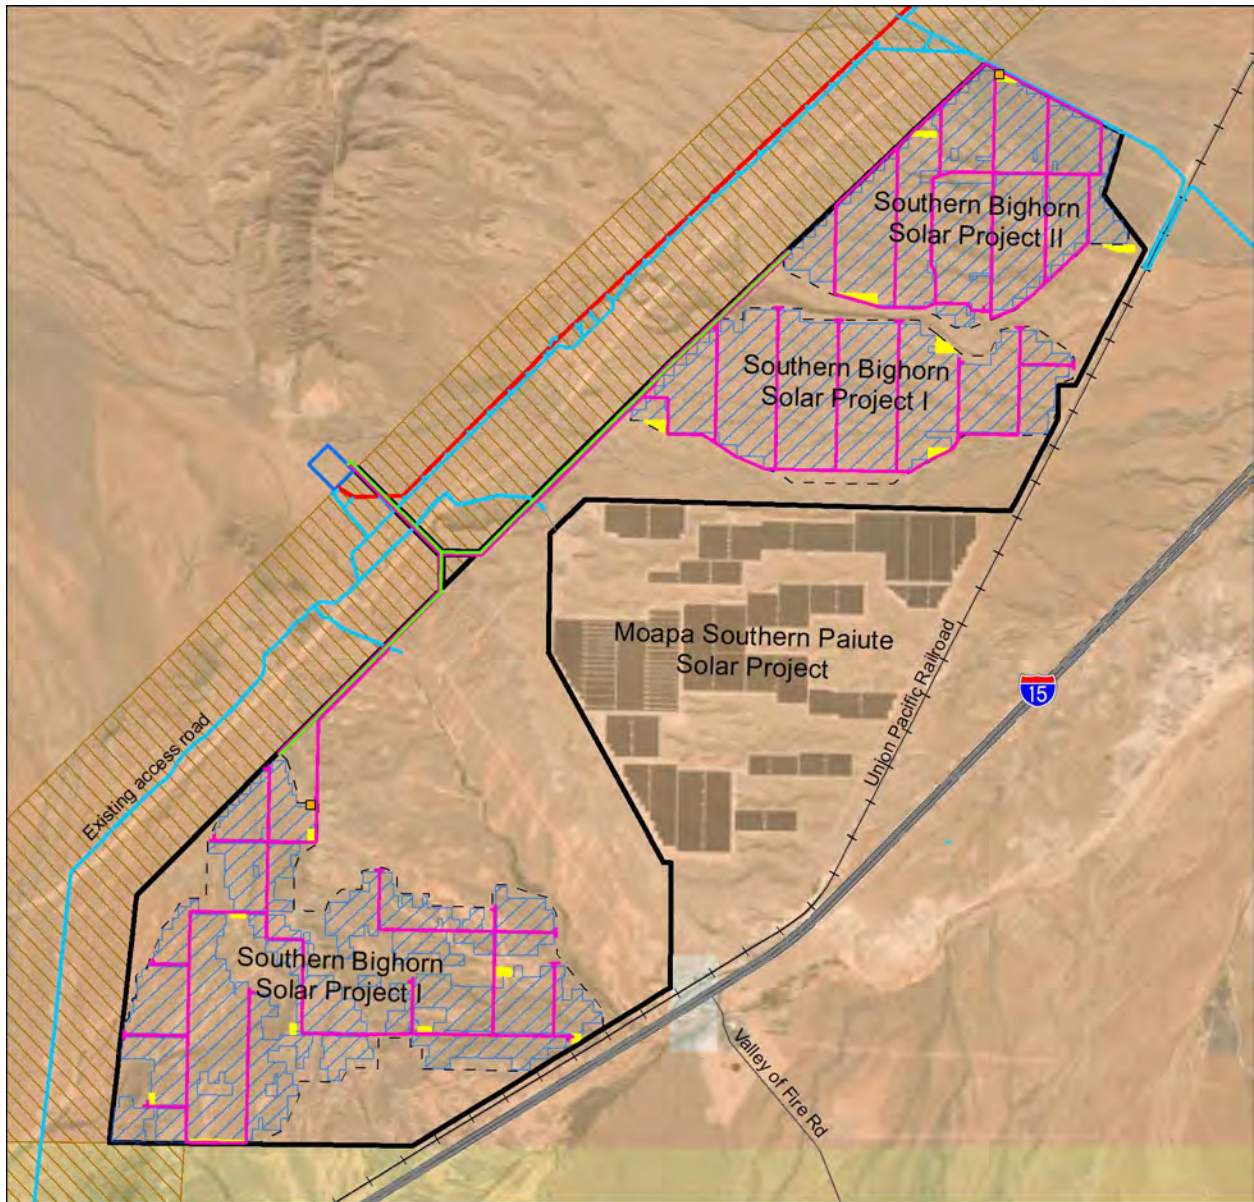 Southern Bighorn
Solar Project II
Southern Bighorn
Solar Project I
Moapa Southern Paiute
Solar Project
Union Pacific Railroad
15
Existing access road
Southern Bighorn
Solar Project I
Valley of Fire Rd